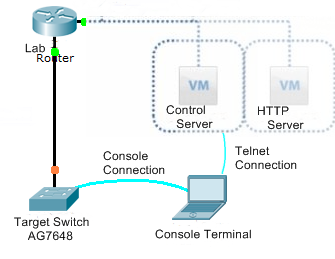 Lab
Router
VM
VM
Control
Server
HTTP
Server
Console
Connection
Telnet
Connection
Target Switch
AG7648
Console Terminal